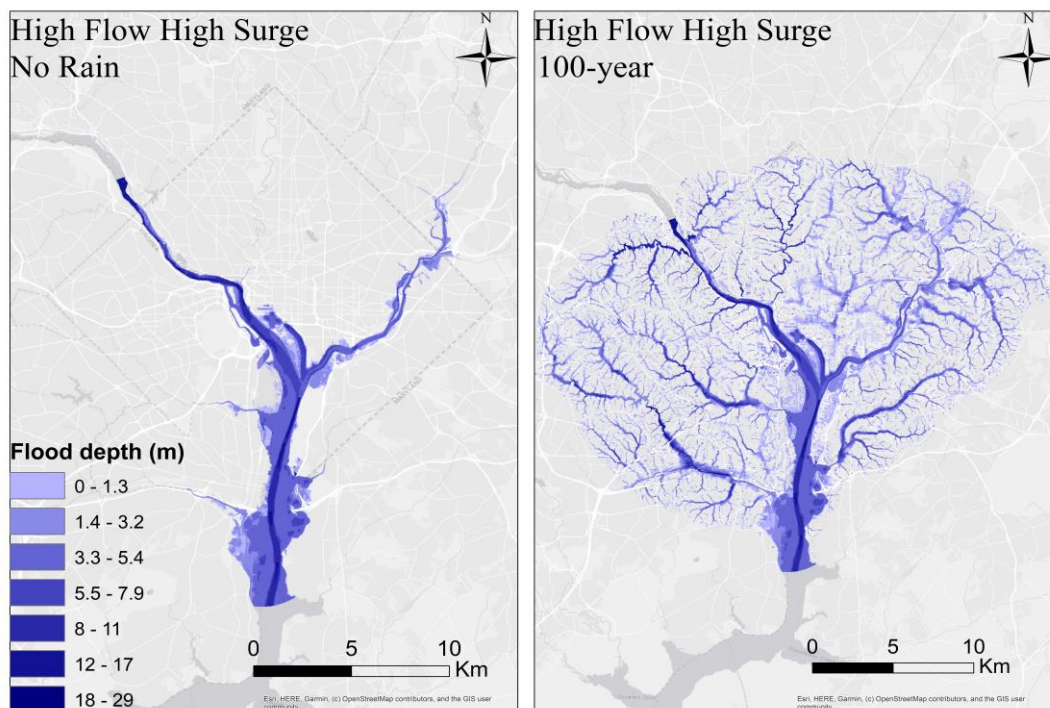 High Flow High Surge
No Rain
N
Flood depth (m)
0 - 1.3
1.4 - 3.2
3.3 - 5.4
5.5 - 7.9
8 - 11
12 - 17
18 - 29
0 5 10
Km
Esri, HERE, Garmin, (c) OpenStreetMap contributors, and the GIS user
community
High Flow High Surge
100-year
N
0 5 10
Km
Esri, HERE, Garmin, (c) OpenStreetMap contributors, and the GIS user
community